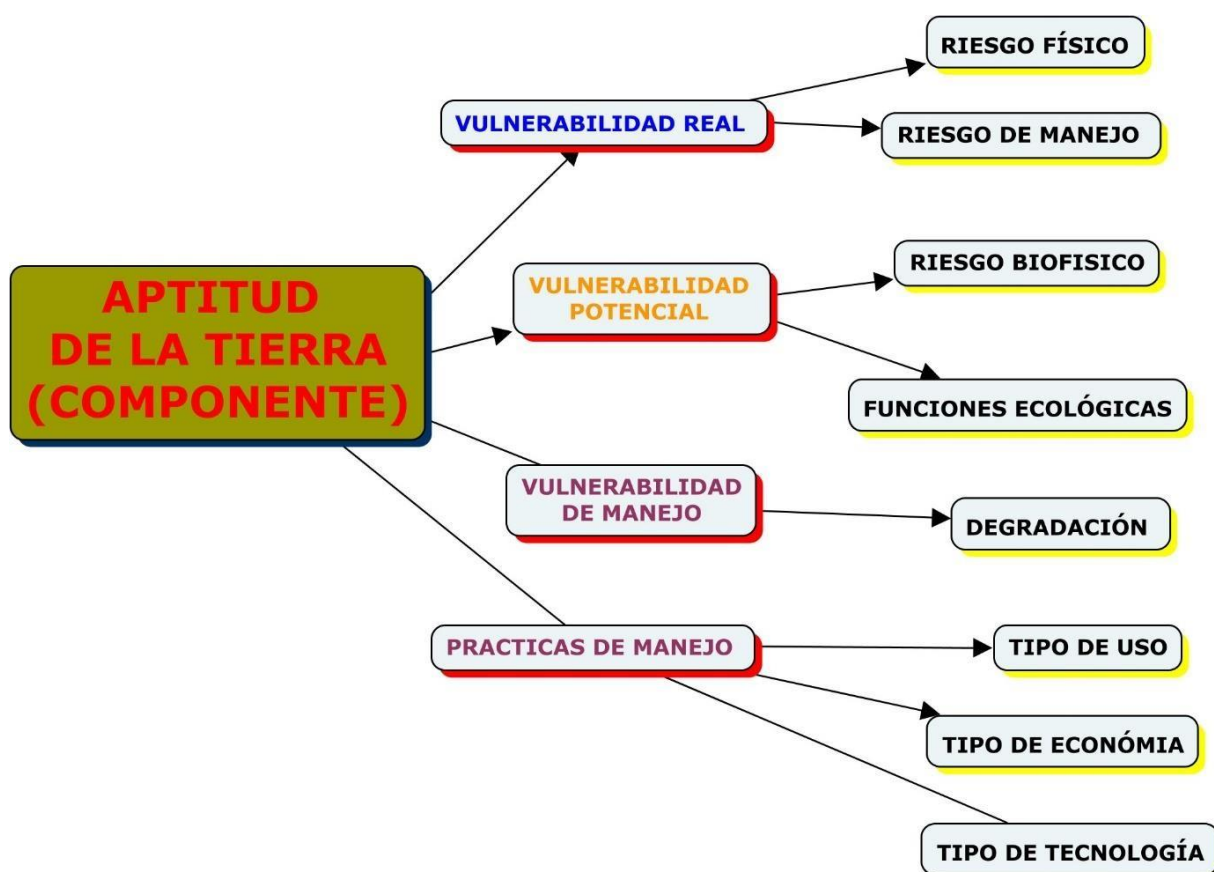 APTITUD
DE LA TIERRA
(COMPONENTE)
VULNERABILIDAD REAL
RIESGO FÍSICO
RIESGO DE MANEJO
VULNERABILIDAD
POTENCIAL
RIESGO BIOFISICO
FUNCIONES ECOLÓGICAS
VULNERABILIDAD
DE MANEJO
DEGRADACIÓN
PRACTICAS DE MANEJO
TIPO DE USO
TIPO DE ECONÓMIA
TIPO DE TECNOLOGÍA